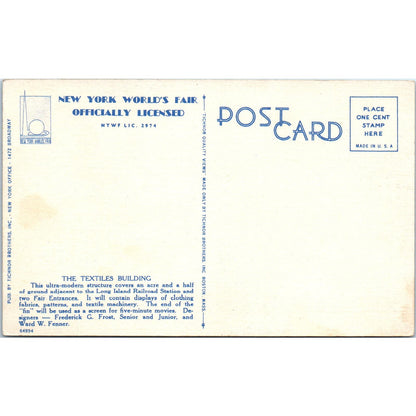 NEW YORK WORLD'S FAIR
OFFICIALLY LICENSED
NYWF LIC. 2974
NEW YORK WORLD'S FAIR
PUB. BY TICHNOR BROTHERS, INC., - NEW YORK OFFICE - 1472 BROADWAY
THE TEXTILES BUILDING
This ultra-modern structure covers an acre and a half
of ground adjacent to the Long Island Railroad Station and
two Fair Entrances. It will contain displays of clothing
fabrics, patterns, and textile machinery. The end of the
"fin" will be used as a screen for five-minute movies. De-
signers — Frederick G. Frost, Senior and Junior, and
Ward W. Fenner.
64954
TICHNOR QUALITY VIEWS MADE ONLY BY TICHNOR BROTHERS, INC. BOSTON, MASS.
POST CARD
PLACE
ONE CENT
STAMP
HERE
MADE IN U.S.A.